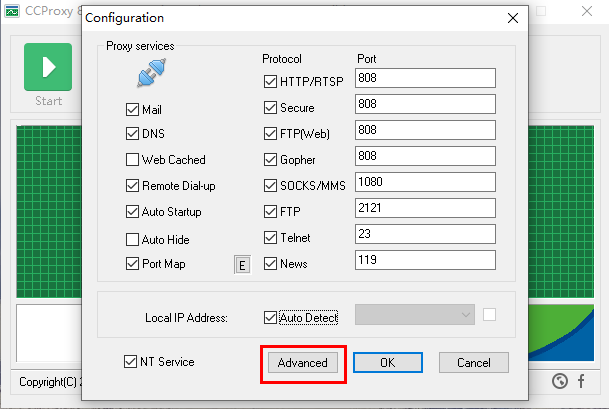 CCProxy 8
Configuration
Start
Proxy services
Protocol Port
HTTP/RTSP 808
Mail Secure 808
DNS FTP(Web) 808
Web Cached Gopher 808
Remote Dial-up SOCKS/MMS 1080
Auto Startup FTP 2121
Auto Hide Telnet 23
Port Map E News 119
Local IP Address: Auto Detect
NT Service Advanced OK Cancel
Copyright(C) 2